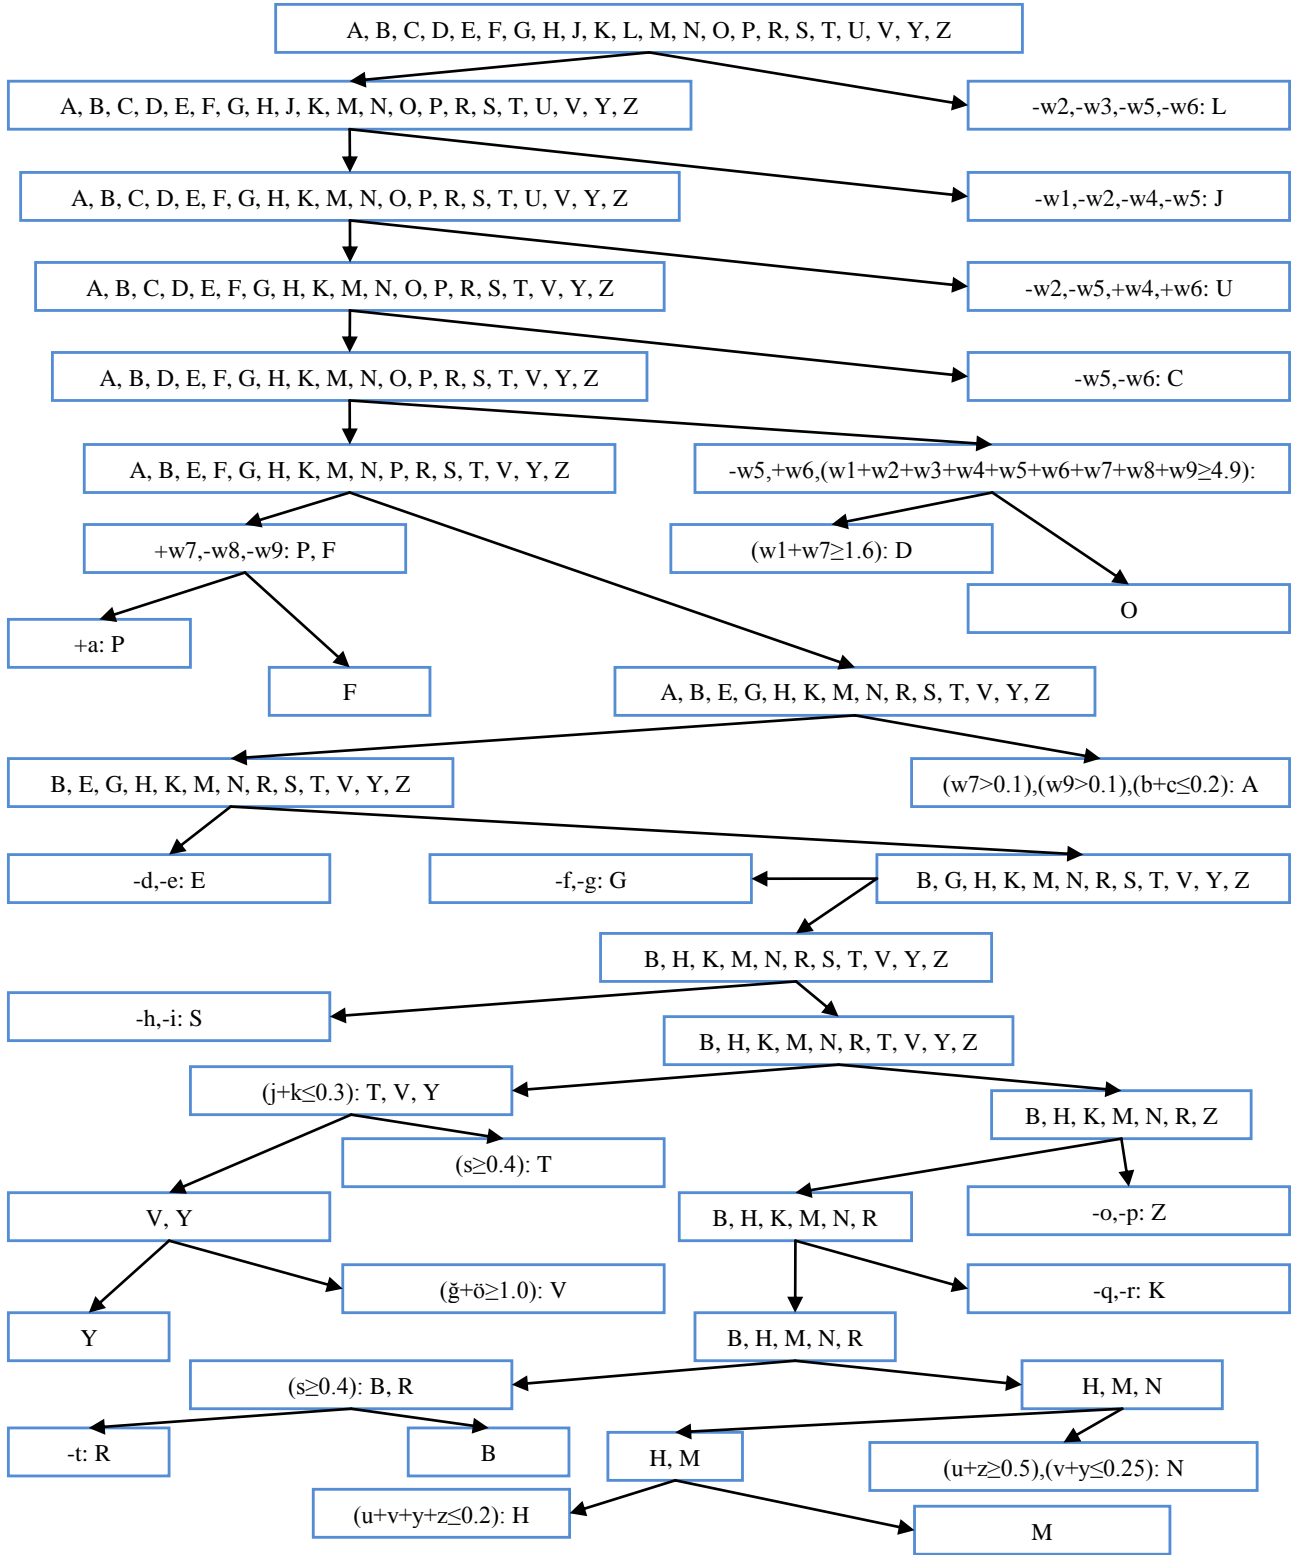 A, B, C, D, E, F, G, H, J, K, L, M, N, O, P, R, S, T, U, V, Y, Z
A, B, C, D, E, F, G, H, J, K, M, N, O, P, R, S, T, U, V, Y, Z
-w2,-w3,-w5,-w6: L
A, B, C, D, E, F, G, H, K, M, N, O, P, R, S, T, U, V, Y, Z
-w1,-w2,-w4,-w5: J
A, B, C, D, E, F, G, H, K, M, N, O, P, R, S, T, V, Y, Z
-w2,-w5,+w4,+w6: U
A, B, D, E, F, G, H, K, M, N, O, P, R, S, T, V, Y, Z
-w5,-w6: C
A, B, E, F, G, H, K, M, N, P, R, S, T, V, Y, Z
-w5,+w6,(w1+w2+w3+w4+w5+w6+w7+w8+w9≥4.9):
+w7,-w8,-w9: P, F
(w1+w7≥1.6): D
O
+a: P
F
A, B, E, G, H, K, M, N, R, S, T, V, Y, Z
B, E, G, H, K, M, N, R, S, T, V, Y, Z
(w7>0.1),(w9>0.1),(b+c≤0.2): A
-d,-e: E
-f,-g: G
B, G, H, K, M, N, R, S, T, V, Y, Z
B, H, K, M, N, R, S, T, V, Y, Z
-h,-i: S
B, H, K, M, N, R, T, V, Y, Z
(j+k≤0.3): T, V, Y
B, H, K, M, N, R, Z
(s≥0.4): T
V, Y
B, H, K, M, N, R
-o,-p: Z
(ğ+ö≥1.0): V
-q,-r: K
Y
B, H, M, N, R
(s≥0.4): B, R
H, M, N
-t: R
B
H, M
(u+z≥0.5),(v+y≤0.25): N
(u+v+y+z≤0.2): H
M